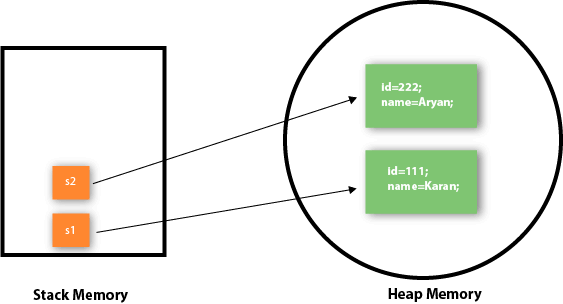 s2
s1
Stack Memory
Id=222;
name=Aryan;
Id=111;
name=Karan;
Heap Memory